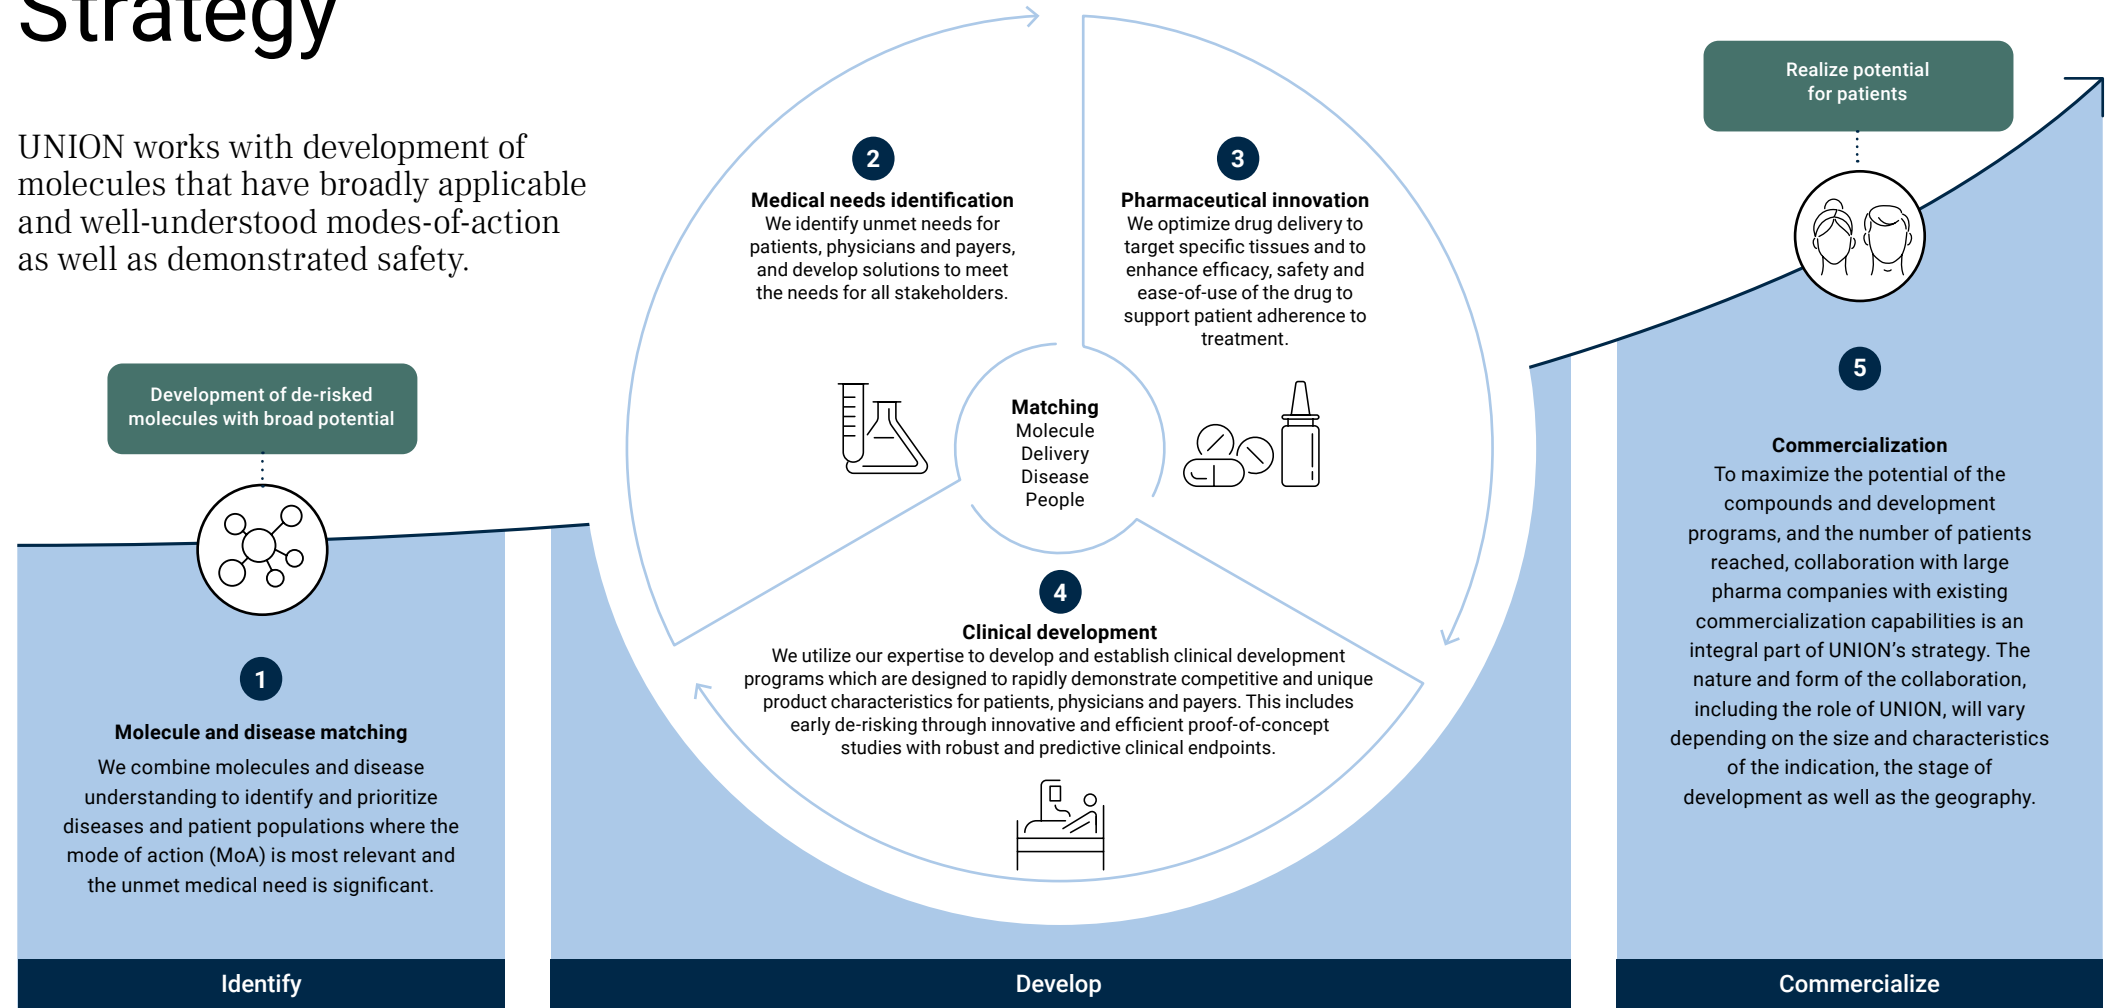 Strategy
UNION works with development of
molecules that have broadly applicable
and well-understood modes-of-action
as well as demonstrated safety.
Development of de-risked
molecules with broad potential
1
Molecule and disease matching
We combine molecules and disease
understanding to identify and prioritize
diseases and patient populations where the
mode of action (MoA) is most relevant and
the unmet medical need is significant.
Identify
2
Medical needs identification
We identify unmet needs for
patients, physicians and payers,
and develop solutions to meet
the needs for all stakeholders.
3
Pharmaceutical innovation
We optimize drug delivery to
target specific tissues and to
enhance efficacy, safety and
ease-of-use of the drug to
support patient adherence to
treatment.
Matching
Molecule
Delivery
Disease
People
4
Clinical development
We utilize our expertise to develop and establish clinical development
programs which are designed to rapidly demonstrate competitive and unique
product characteristics for patients, physicians and payers. This includes
early de-risking through innovative and efficient proof-of-concept
studies with robust and predictive clinical endpoints.
Develop
Realize potential
for patients
5
Commercialization
To maximize the potential of the
compounds and development
programs, and the number of patients
reached, collaboration with large
pharma companies with existing
commercialization capabilities is an
integral part of UNION’s strategy. The
nature and form of the collaboration,
including the role of UNION, will vary
depending on the size and characteristics
of the indication, the stage of
development as well as the geography.
Commercialize